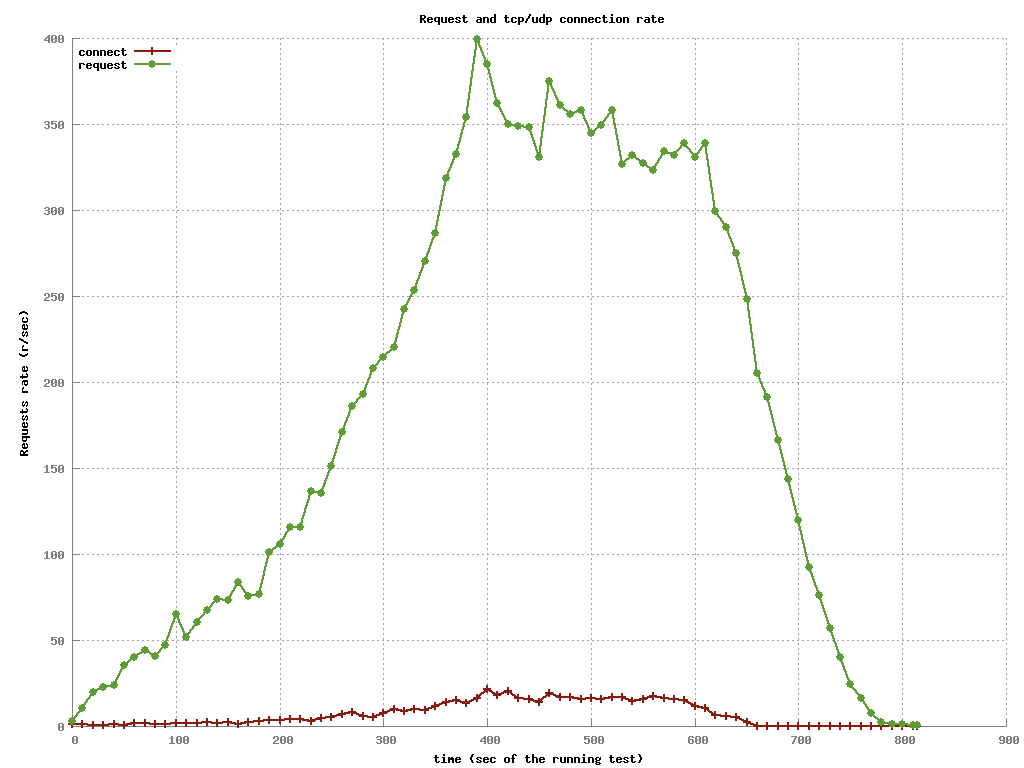 Request and tcp/udp connection rate
connect
request
400
350
300
250
200
150
100
50
0
Requests rate (r/sec)
0 100 200 300 400 500 600 700 800 900
time (sec of the running test)